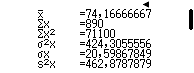 x̄ =74,16666667
Σx =890
Σx² =71100
σ²x =424,3055556
σx =20,59867849
s²x =462,8787879